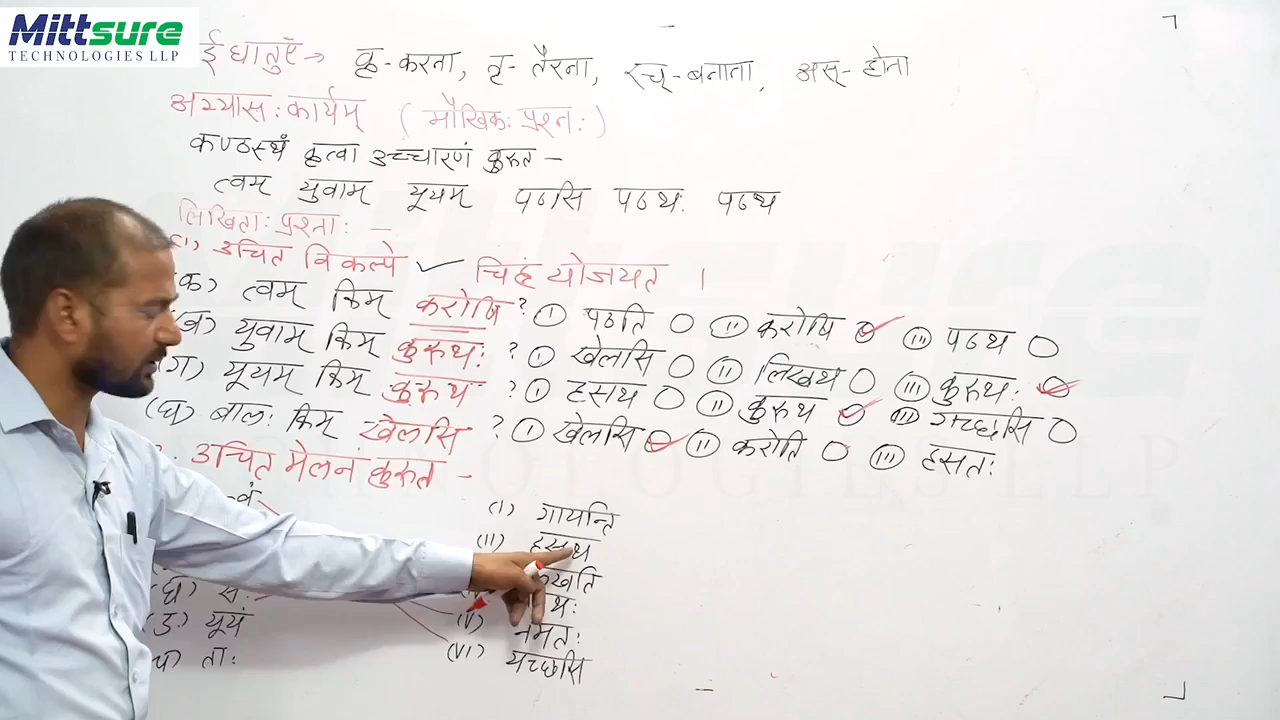 Mittsure
TECHNOLOGIES LLP
ई धातुएँ → कृ - करना, तृ - तैरना, रच् - बनाना, अस् - होना
अभ्यास: कार्यम् ( मौखिक: प्रश्न: )
कण्ठस्थं कृत्वा उच्चारणं कुरुत –
त्वम् युवाम् यूयम् पठसि पठथ: पठथ
लिखिता: प्रश्ना: –
उचित विकल्पे ✓ चिह्नं योजयत ।
क) त्वम् किम् करोषि ? (i) पठति ○ (ii) करोषि ✓ (iii) पठथ ○
(ख) युवाम् किम् कुरुथ: ? (i) खेलसि ○ (ii) लिखथ ○ (iii) कुरुथ: ✓
(ग) यूयम् किम् कुरुथ ? (i) हसथ ○ (ii) कुरुथ ✓ (iii) गच्छसि ○
(घ) बाल: किम् खेलसि ? (i) खेलसि ✓ (ii) करोति ○ (iii) हसत:
2. उचित मेलनं कुरुत –
(i) गायन्ति
(ii) हसथ
(घ) स:
(ङ) यूयं (v) नमत:
च) ता: (vi) यच्छसि